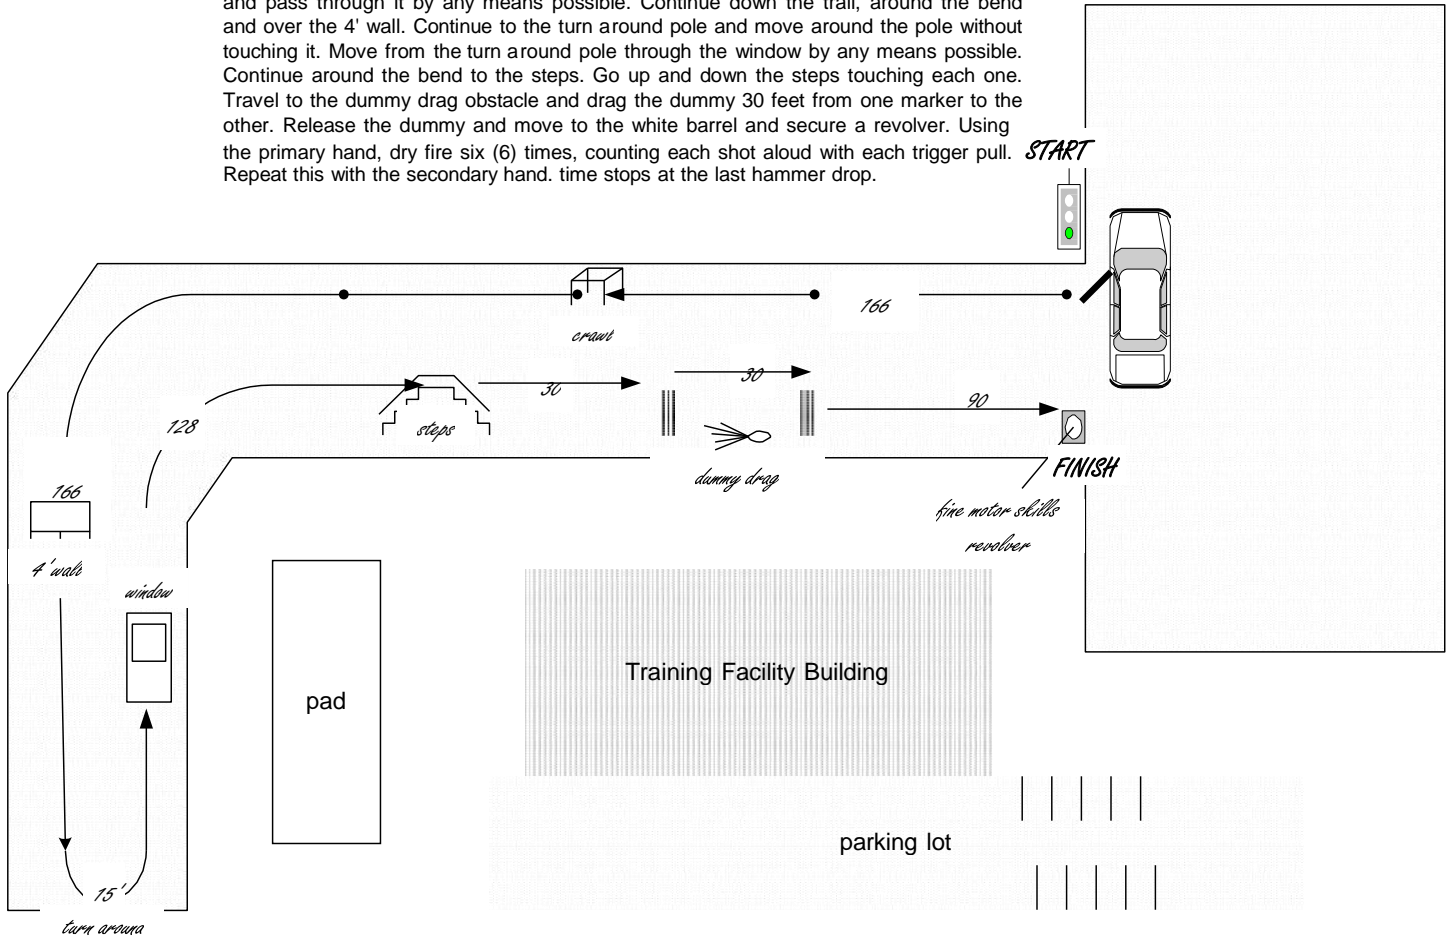 and pass through it by any means possible. Continue down the trail, around the bend
and over the 4' wall. Continue to the turn around pole and move around the pole without
touching it. Move from the turn around pole through the window by any means possible.
Continue around the bend to the steps. Go up and down the steps touching each one.
Travel to the dummy drag obstacle and drag the dummy 30 feet from one marker to the
other. Release the dummy and move to the white barrel and secure a revolver. Using
the primary hand, dry fire six (6) times, counting each shot aloud with each trigger pull.
Repeat this with the secondary hand. time stops at the last hammer drop.
START
166
crawl
30
30
90
128
steps
dummy drag
FINISH
166
fine motor skills
revolver
4' wall
window
Training Facility Building
pad
parking lot
15'
turn around